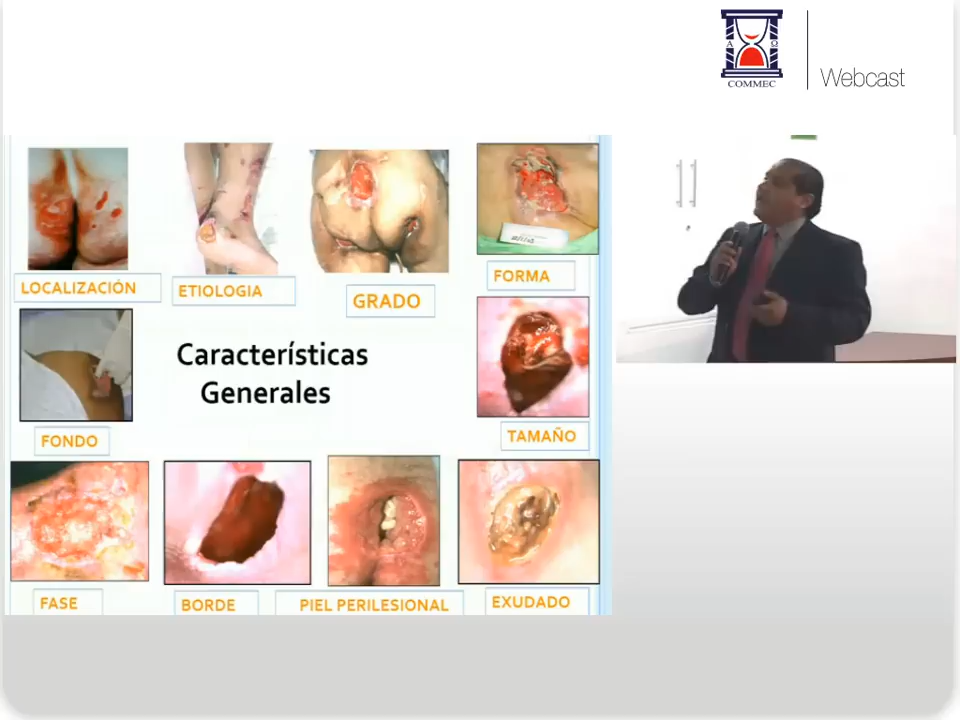 A Ω
COMMEC
Webcast
LOCALIZACIÓN
ETIOLOGIA
GRADO
FORMA
Características
Generales
FONDO
TAMAÑO
FASE
BORDE
PIEL PERILESIONAL
EXUDADO